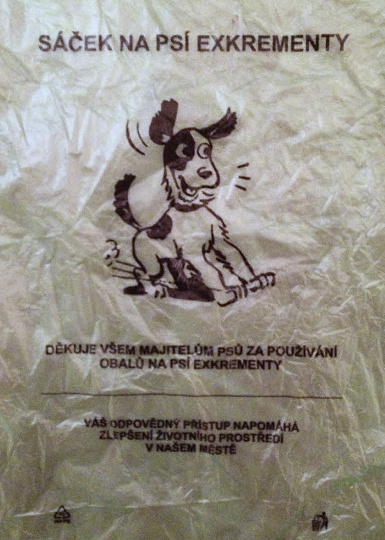 SÁČEK NA PSÍ EXKREMENTY
DĚKUJE VŠEM MAJITELŮM PSŮ ZA POUŽÍVÁNÍ
OBALŮ NA PSÍ EXKREMENTY
VÁŠ ODPOVĚDNÝ PŘÍSTUP NAPOMÁHÁ
ZLEPŠENÍ ŽIVOTNÍHO PROSTŘEDÍ
V NAŠEM MĚSTĚ